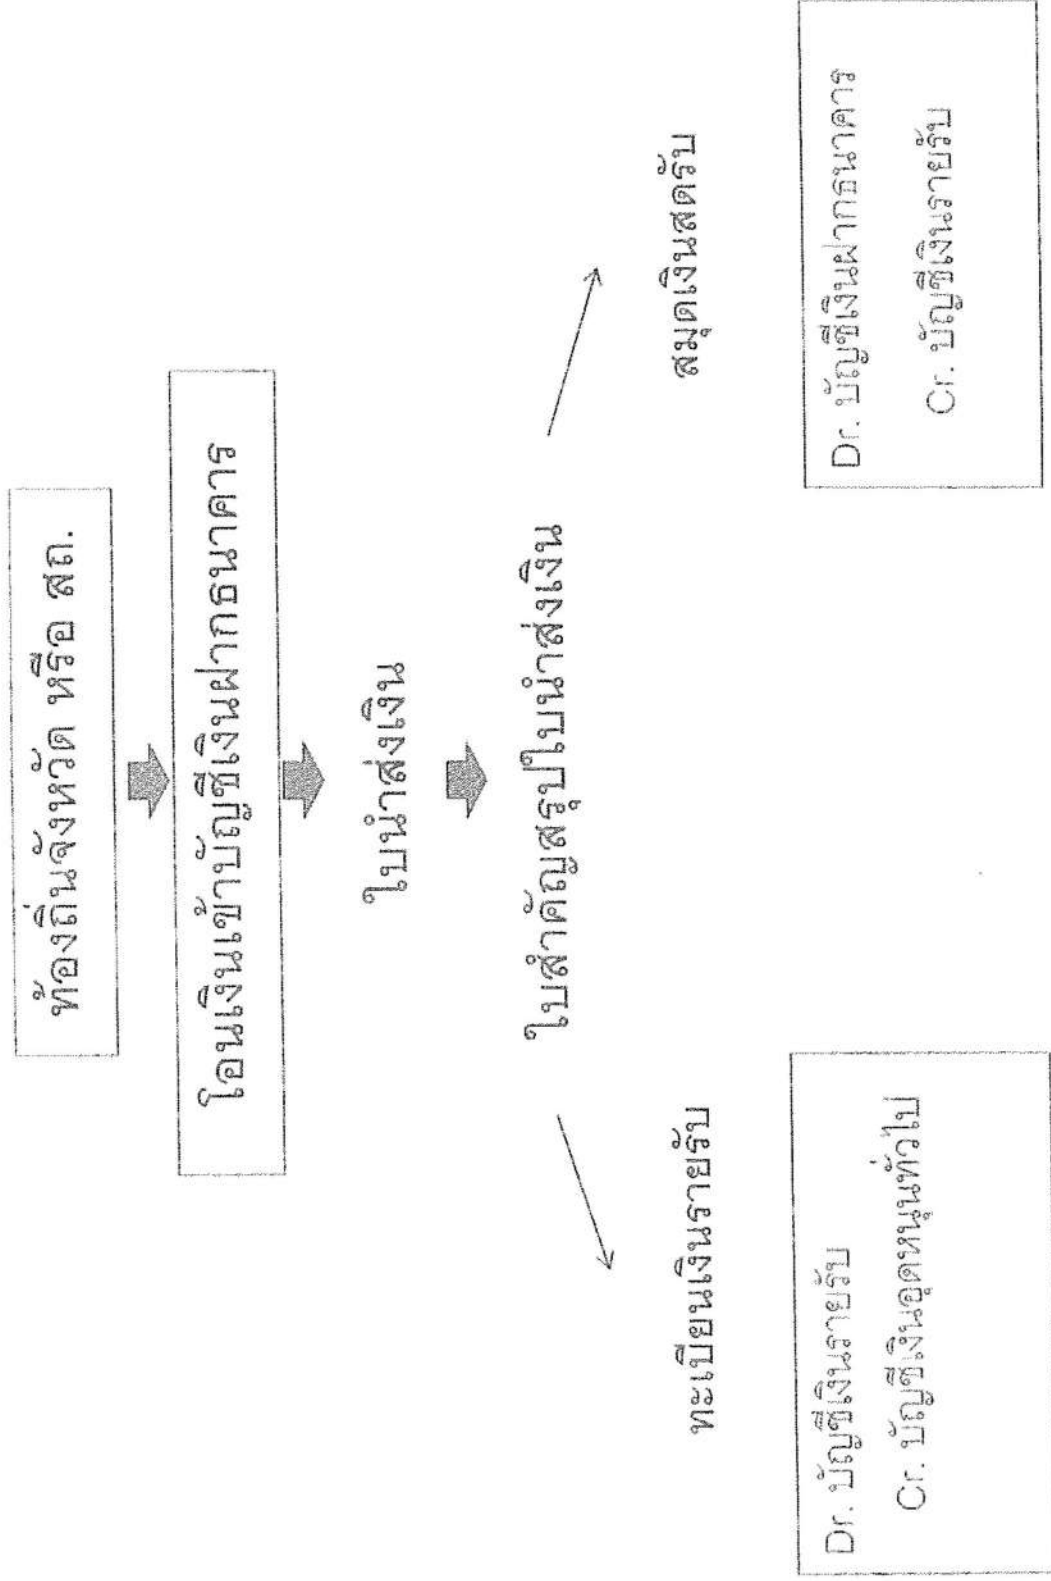 ท้องถิ่นจังหวัด หรือ สถ.
โอนเงินเข้าบัญชีเงินฝากธนาคาร
ใบนำส่งเงิน
ใบสำคัญสรุปใบนำส่งเงิน
ทะเบียนเงินรายรับ
สมุดเงินสดรับ
Dr. บัญชีเงินรายรับ
Cr. บัญชีเงินอุดหนุนทั่วไป
Dr. บัญชีเงินฝากธนาคาร
Cr. บัญชีเงินรายรับ